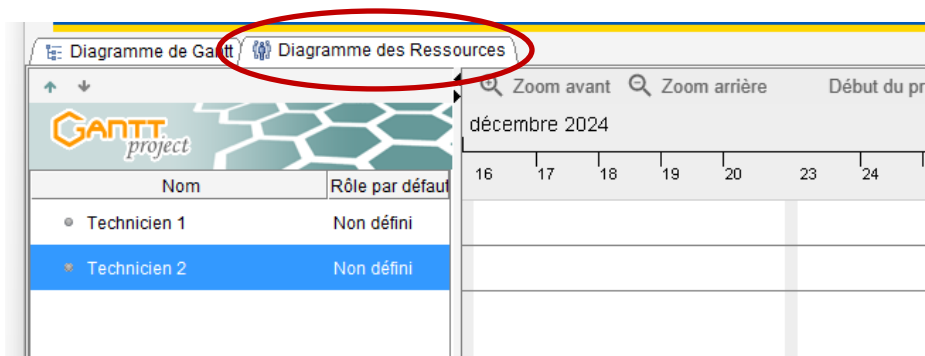 Diagramme de Gantt Diagramme des Ressources
Zoom avant Zoom arrière Début du pr
GANTT project
décembre 2024
16 17 18 19 20 23 24
Nom Rôle par défaut
Technicien 1 Non défini
Technicien 2 Non défini